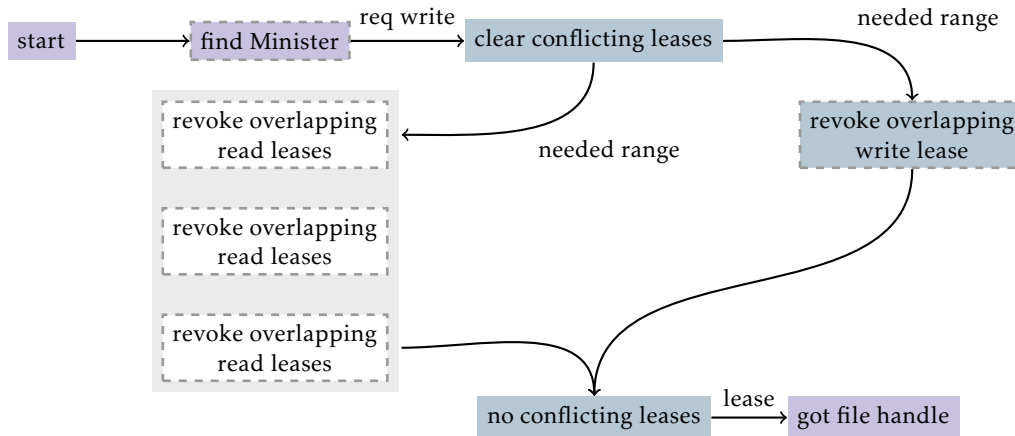 start
find Minister
req write
clear conflicting leases
needed range
revoke overlapping
read leases
needed range
revoke overlapping
write lease
revoke overlapping
read leases
revoke overlapping
read leases
no conflicting leases
lease
got file handle